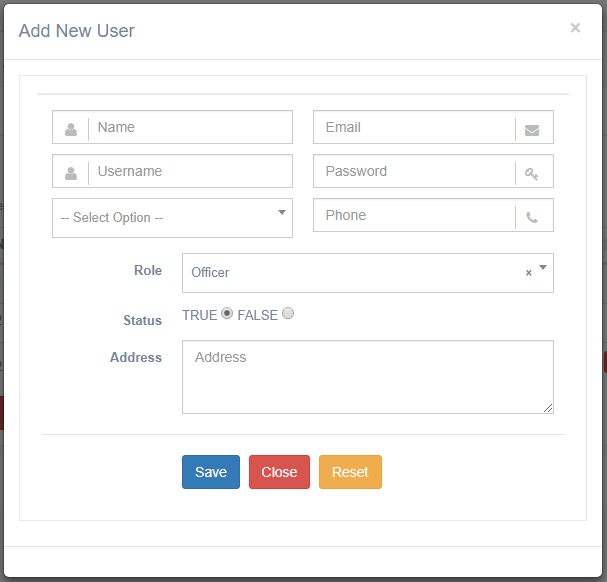 Add New User ×
Name Email
Username Password
-- Select Option -- Phone
Role Officer ×
Status TRUE FALSE
Address Address
Save Close Reset